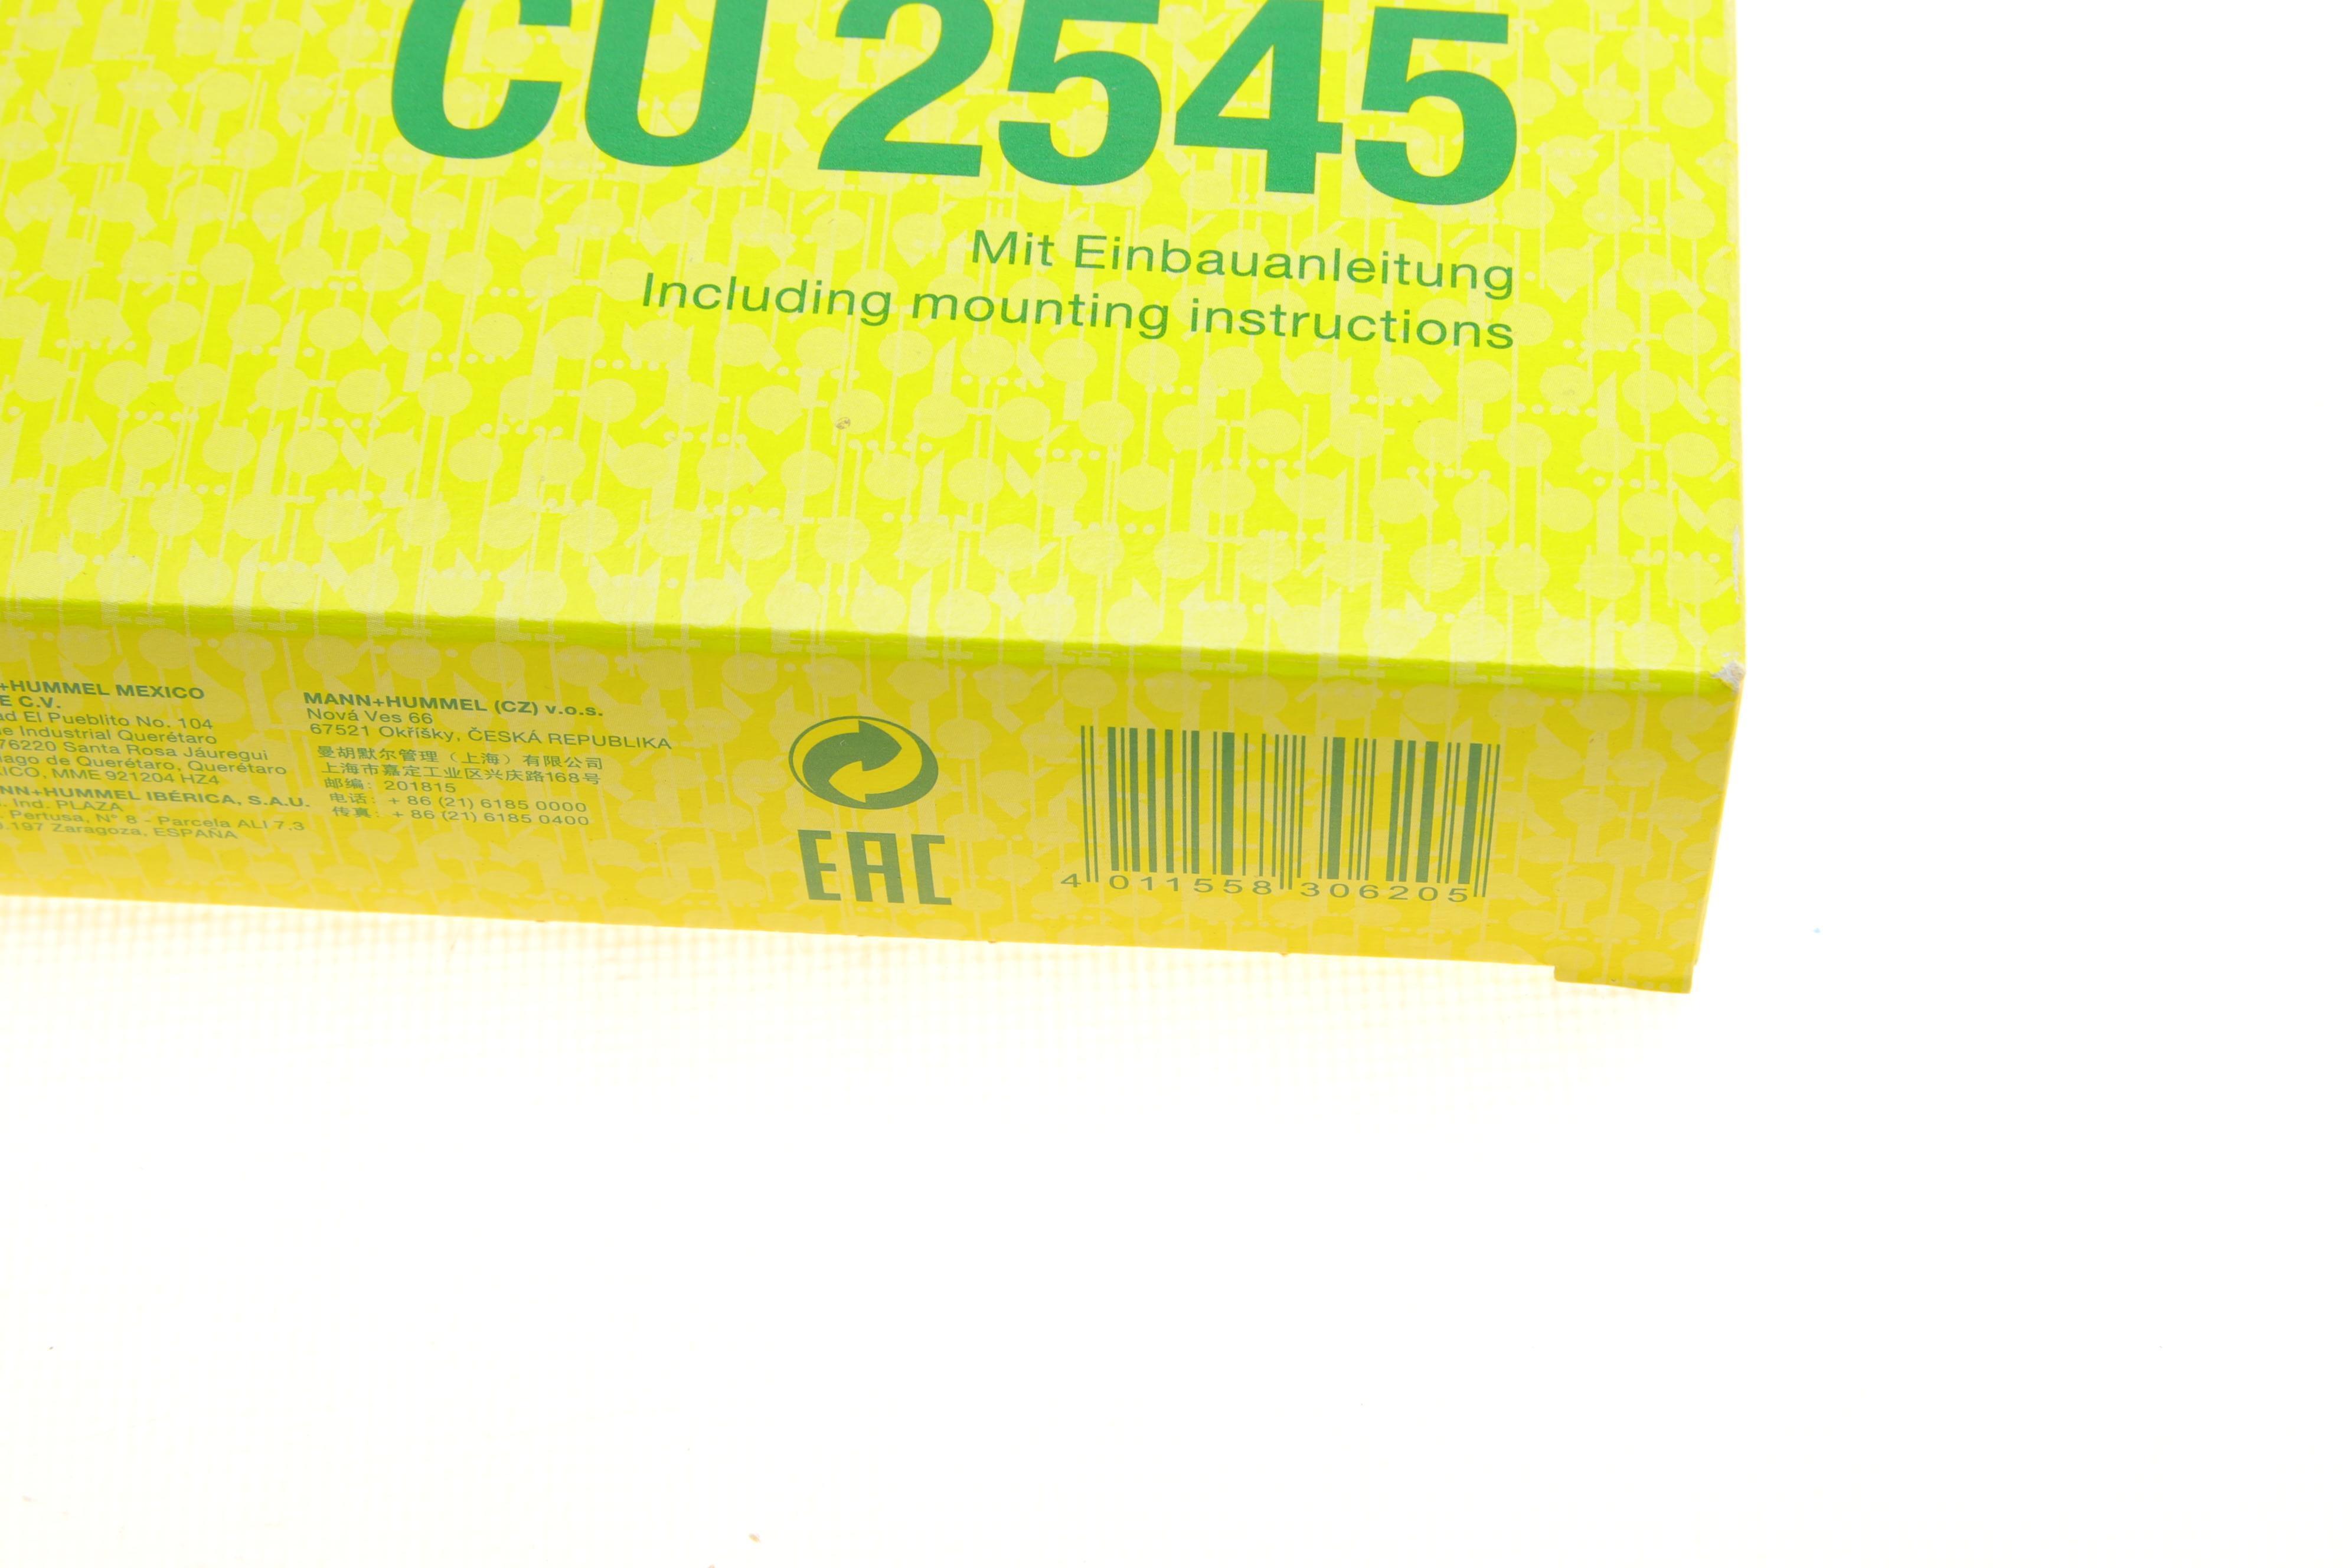 CU 2545
Mit Einbauanleitung
Including mounting instructions
+HUMMEL MEXICO
E C.V.
El Pueblito No. 104
Industrial Querétaro
76220 Santa Rosa Jáuregui
de Querétaro, Querétaro
MME 921204 HZ4
NN+HUMMEL IBÉRICA, S.A.U.
Ind. PLAZA
Pertusa, N° 8 - Parcela ALI 7.3
.197 Zaragoza, ESPAÑA
MANN+HUMMEL (CZ) v.o.s.
Nová Ves 66
67521 Okříšky, ČESKÁ REPUBLIKA
曼胡默尔管理（上海）有限公司
上海市嘉定工业区兴庆路168号
邮编：201815
电话：+ 86 (21) 6185 0000
传真：+ 86 (21) 6185 0400
EAC
4 011558 306205